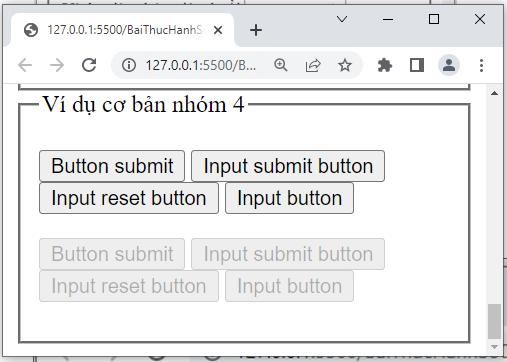 127.0.0.1:5500/BaiThucHanhS
127.0.0.1:5500/B...
Ví dụ cơ bản nhóm 4
Button submit Input submit button
Input reset button Input button
Button submit Input submit button
Input reset button Input button